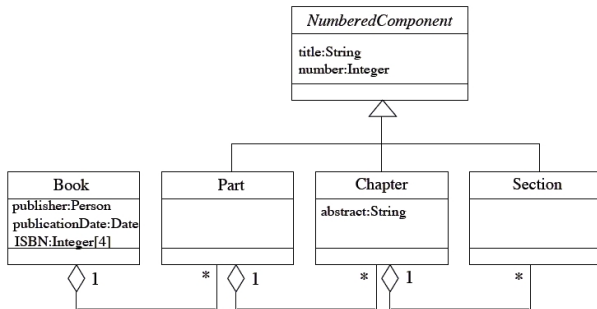 NumberedComponent
title:String
number:Integer
Book
Part
Chapter
Section
publisher:Person
publicationDate:Date
ISBN:Integer[4]
abstract:String
1
*
1
*
1
*